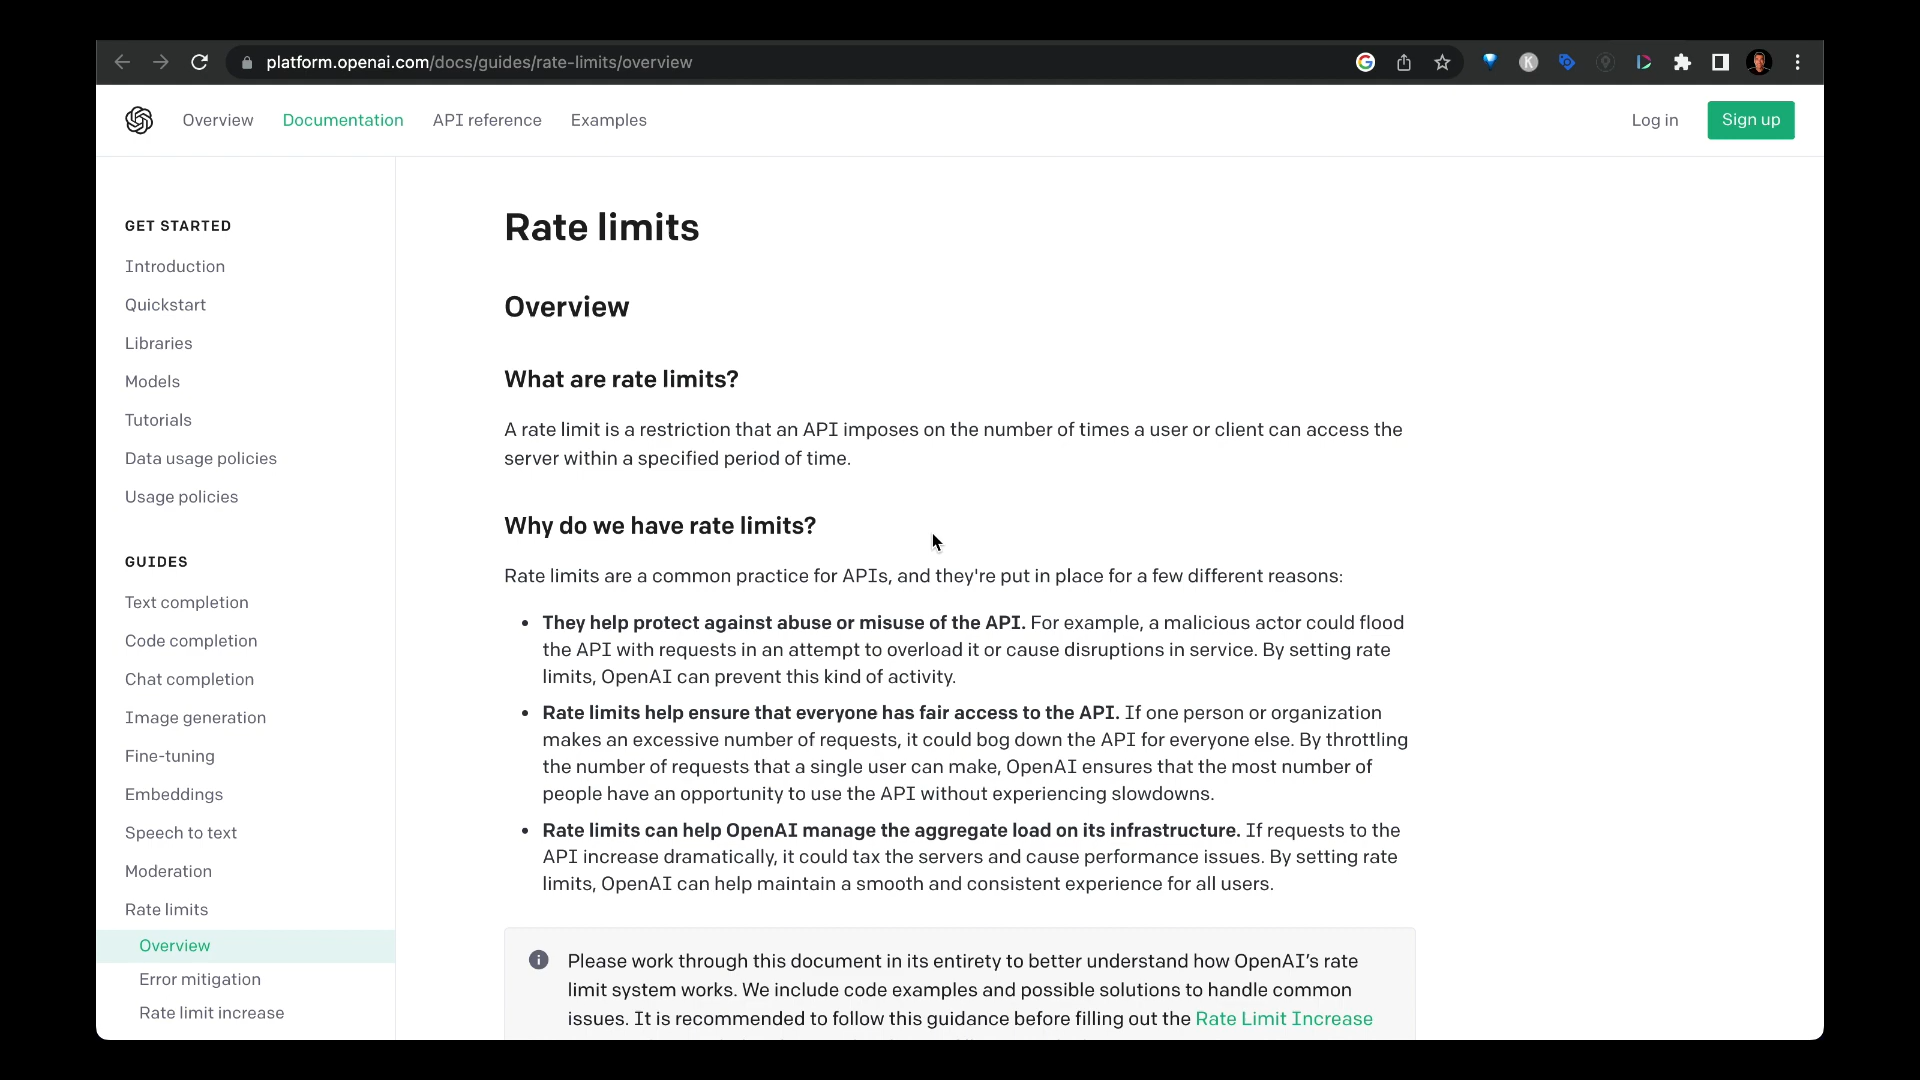 platform.openai.com/docs/guides/rate-limits/overview
Overview Documentation API reference Examples Log in Sign up
GET STARTED
Introduction
Quickstart
Libraries
Models
Tutorials
Data usage policies
Usage policies
GUIDES
Text completion
Code completion
Chat completion
Image generation
Fine-tuning
Embeddings
Speech to text
Moderation
Rate limits
Overview
Error mitigation
Rate limit increase
Rate limits
Overview
What are rate limits?
A rate limit is a restriction that an API imposes on the number of times a user or client can access the
server within a specified period of time.
Why do we have rate limits?
Rate limits are a common practice for APIs, and they're put in place for a few different reasons:
• They help protect against abuse or misuse of the API. For example, a malicious actor could flood
the API with requests in an attempt to overload it or cause disruptions in service. By setting rate
limits, OpenAI can prevent this kind of activity.
• Rate limits help ensure that everyone has fair access to the API. If one person or organization
makes an excessive number of requests, it could bog down the API for everyone else. By throttling
the number of requests that a single user can make, OpenAI ensures that the most number of
people have an opportunity to use the API without experiencing slowdowns.
• Rate limits can help OpenAI manage the aggregate load on its infrastructure. If requests to the
API increase dramatically, it could tax the servers and cause performance issues. By setting rate
limits, OpenAI can help maintain a smooth and consistent experience for all users.
Please work through this document in its entirety to better understand how OpenAI’s rate
limit system works. We include code examples and possible solutions to handle common
issues. It is recommended to follow this guidance before filling out the Rate Limit Increase